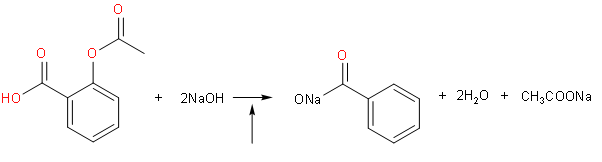 O
O
O
HO
+ 2NaOH
O
ONa
+ 2H₂O + CH₃COONa